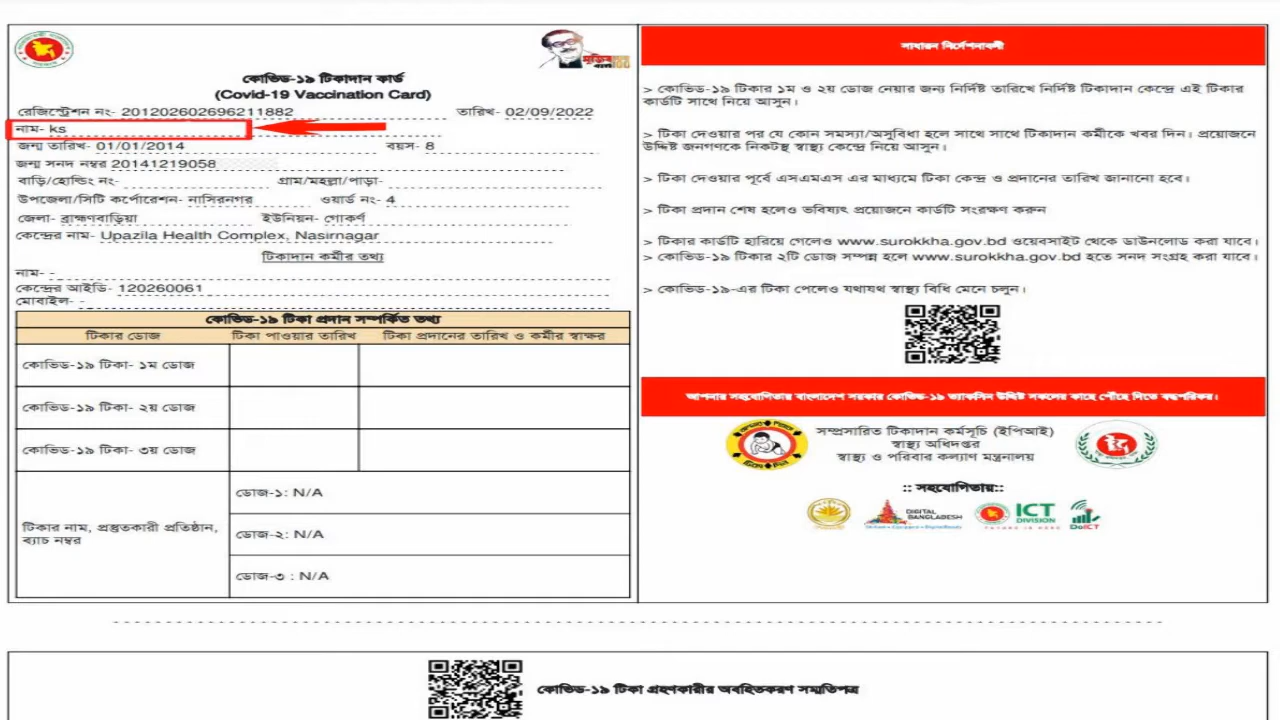 কোভিড-১৯ টিকাদান কার্ড
(Covid-19 Vaccination Card)
রেজিস্ট্রেশন নং- 201202602696211882 তারিখ- 02/09/2022
নাম- ks
জন্ম তারিখ- 01/01/2014 বয়স- 8
জন্ম সনদ নম্বর 20141219058
বাড়ি/হোল্ডিং নং- গ্রাম/মহল্লা/পাড়া-
উপজেলা/সিটি কর্পোরেশন- নাসিরনগর ওয়ার্ড নং- 4
জেলা- ব্রাহ্মণবাড়িয়া ইউনিয়ন- গোকর্ণ
কেন্দ্রের নাম- Upazila Health Complex, Nasirnagar
টিকাদান কর্মীর তথ্য
নাম- -
কেন্দ্রের আইডি- 120260061
মোবাইল- -
কোভিড-১৯ টিকা প্রদান সম্পর্কিত তথ্য
টিকার ডোজ টিকা পাওয়ার তারিখ টিকা প্রদানের তারিখ ও কর্মীর স্বাক্ষর
কোভিড-১৯ টিকা- ১ম ডোজ
কোভিড-১৯ টিকা- ২য় ডোজ
কোভিড-১৯ টিকা- ৩য় ডোজ
টিকার নাম, প্রস্তুতকারী প্রতিষ্ঠান,
ব্যাচ নম্বর
ডোজ-১: N/A
ডোজ-২: N/A
ডোজ-৩ : N/A
সাধারন নির্দেশনাবলী
> কোভিড-১৯ টিকার ১ম ও ২য় ডোজ নেয়ার জন্য নির্দিষ্ট তারিখে নির্দিষ্ট টিকাদান কেন্দ্রে এই টিকার
কার্ডটি সাথে নিয়ে আসুন।
> টিকা দেওয়ার পর যে কোন সমস্যা/অসুবিধা হলে সাথে সাথে টিকাদান কর্মীকে খবর দিন। প্রয়োজনে
উদ্দিষ্ট জনগণকে নিকটস্থ স্বাস্থ্য কেন্দ্রে নিয়ে আসুন।
> টিকা দেওয়ার পূর্বে এসএমএস এর মাধ্যমে টিকা কেন্দ্র ও প্রদানের তারিখ জানানো হবে।
> টিকা প্রদান শেষ হলেও ভবিষ্যৎ প্রয়োজনে কার্ডটি সংরক্ষণ করুন
> টিকার কার্ডটি হারিয়ে গেলেও www.surokkha.gov.bd ওয়েবসাইট থেকে ডাউনলোড করা যাবে।
> কোভিড-১৯ টিকার ২টি ডোজ সম্পন্ন হলে www.surokkha.gov.bd হতে সনদ সংগ্রহ করা যাবে।
> কোভিড-১৯-এর টিকা পেলেও যথাযথ স্বাস্থ্য বিধি মেনে চলুন।
আপনার সহযোগিতায় বাংলাদেশ সরকার কোভিড-১৯ ভ্যাকসিন উদ্দিষ্ট সকলের কাছে পৌঁছে দিতে বদ্ধপরিকর।
সম্প্রসারিত টিকাদান কর্মসূচি (ইপিআই)
স্বাস্থ্য অধিদপ্তর
স্বাস্থ্য ও পরিবার কল্যাণ মন্ত্রনালয়
:: সহযোগিতায়::
DIGITAL
BANGLADESH
ICT
DIVISION
DoICT
কোভিড-১৯ টিকা গ্রহণকারীর অবহিতকরণ সম্মতিপত্র